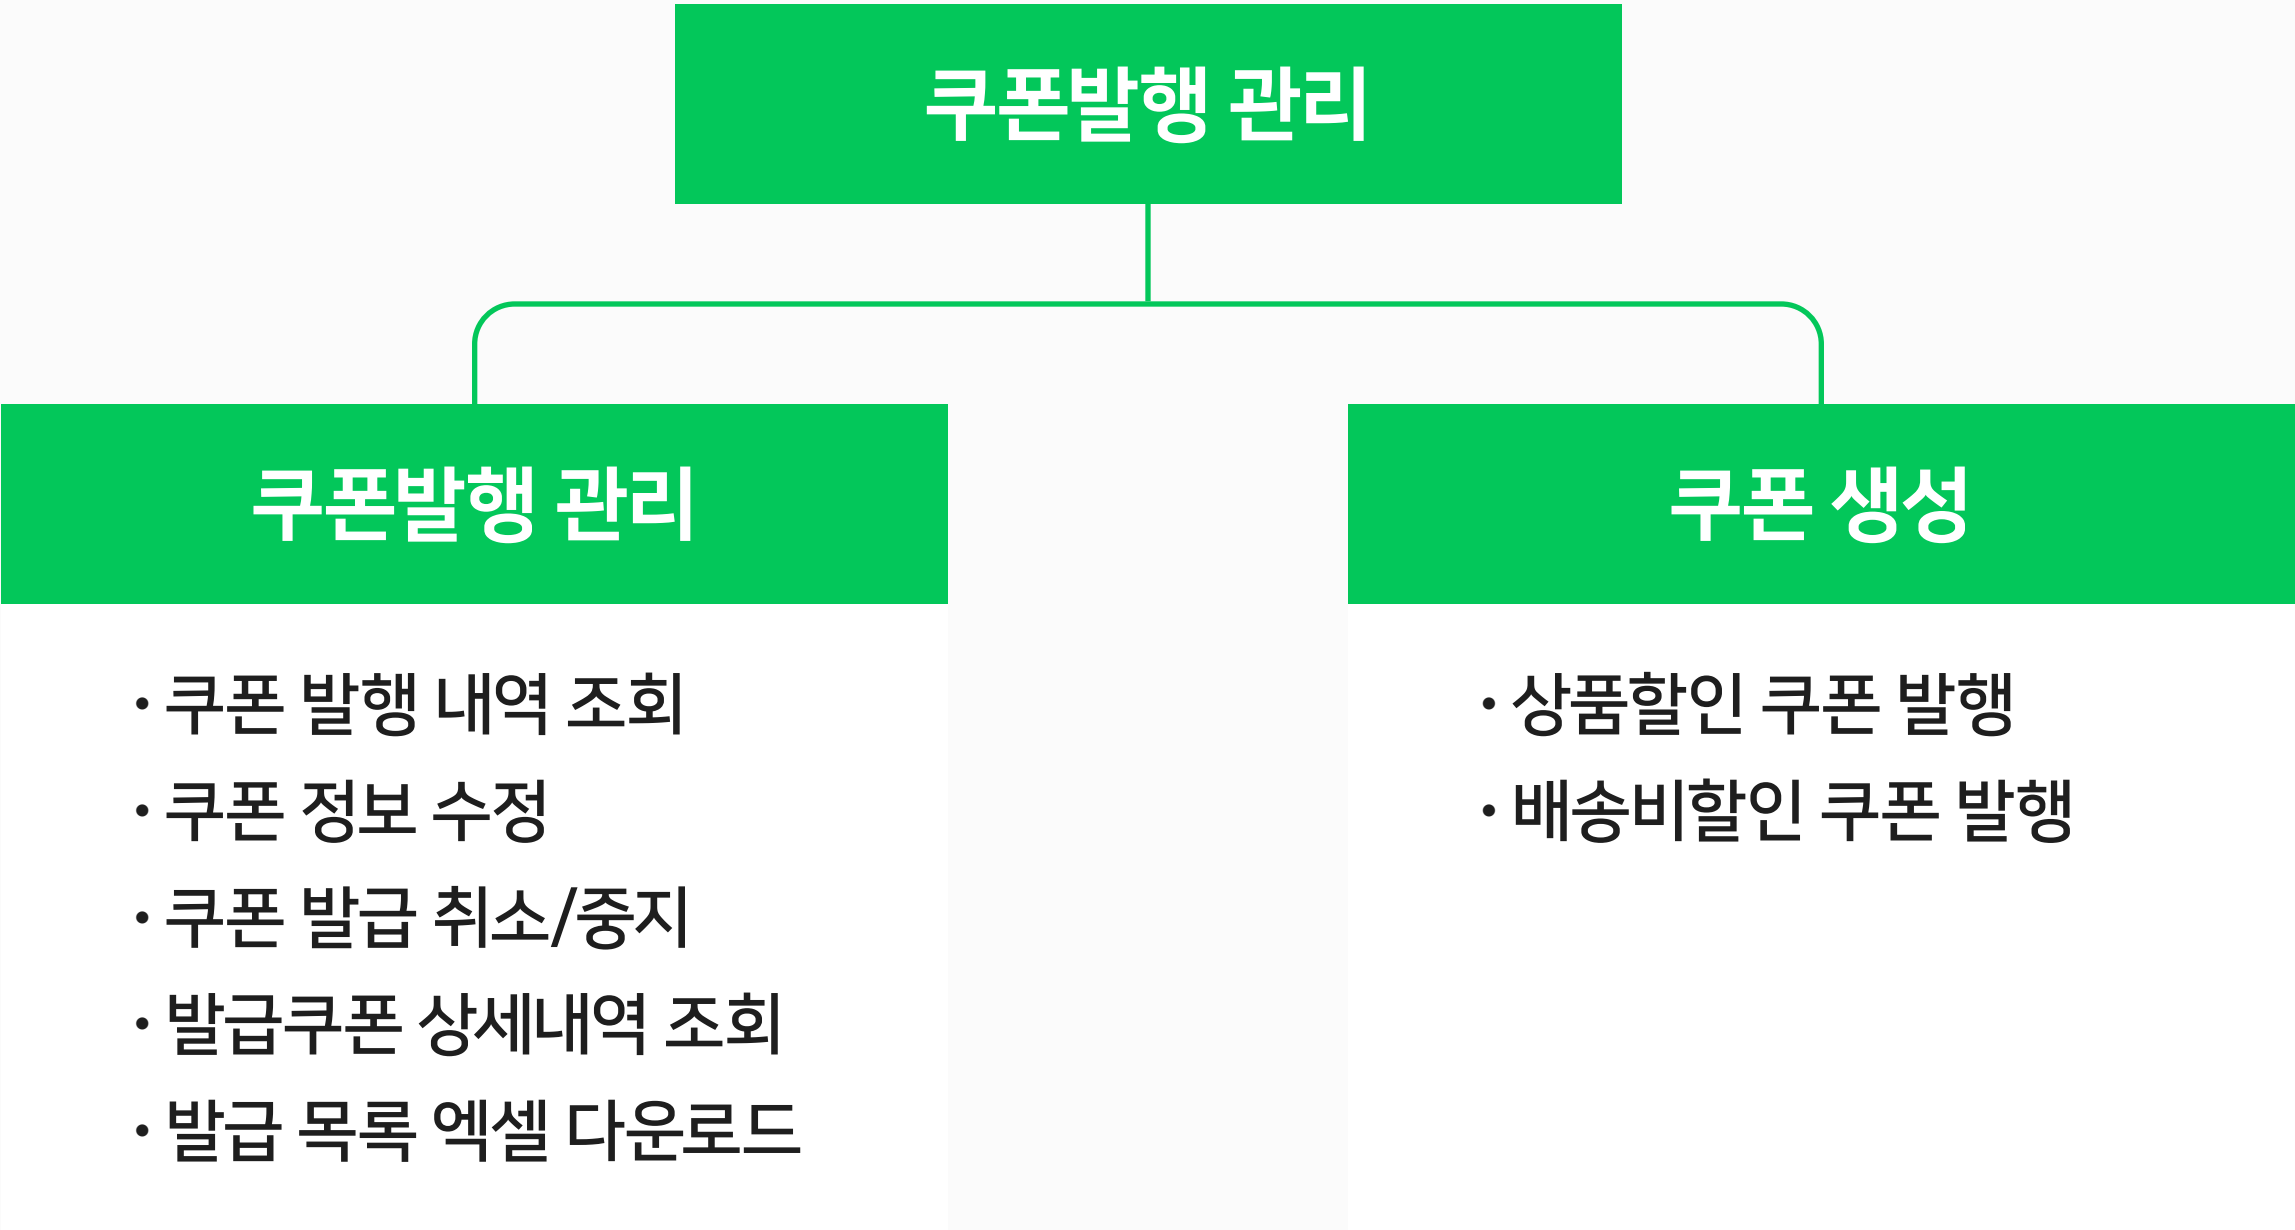 쿠폰발행 관리
쿠폰발행 관리
• 쿠폰 발행 내역 조회
• 쿠폰 정보 수정
• 쿠폰 발급 취소/중지
• 발급쿠폰 상세내역 조회
• 발급 목록 엑셀 다운로드
쿠폰 생성
• 상품할인 쿠폰 발행
• 배송비할인 쿠폰 발행